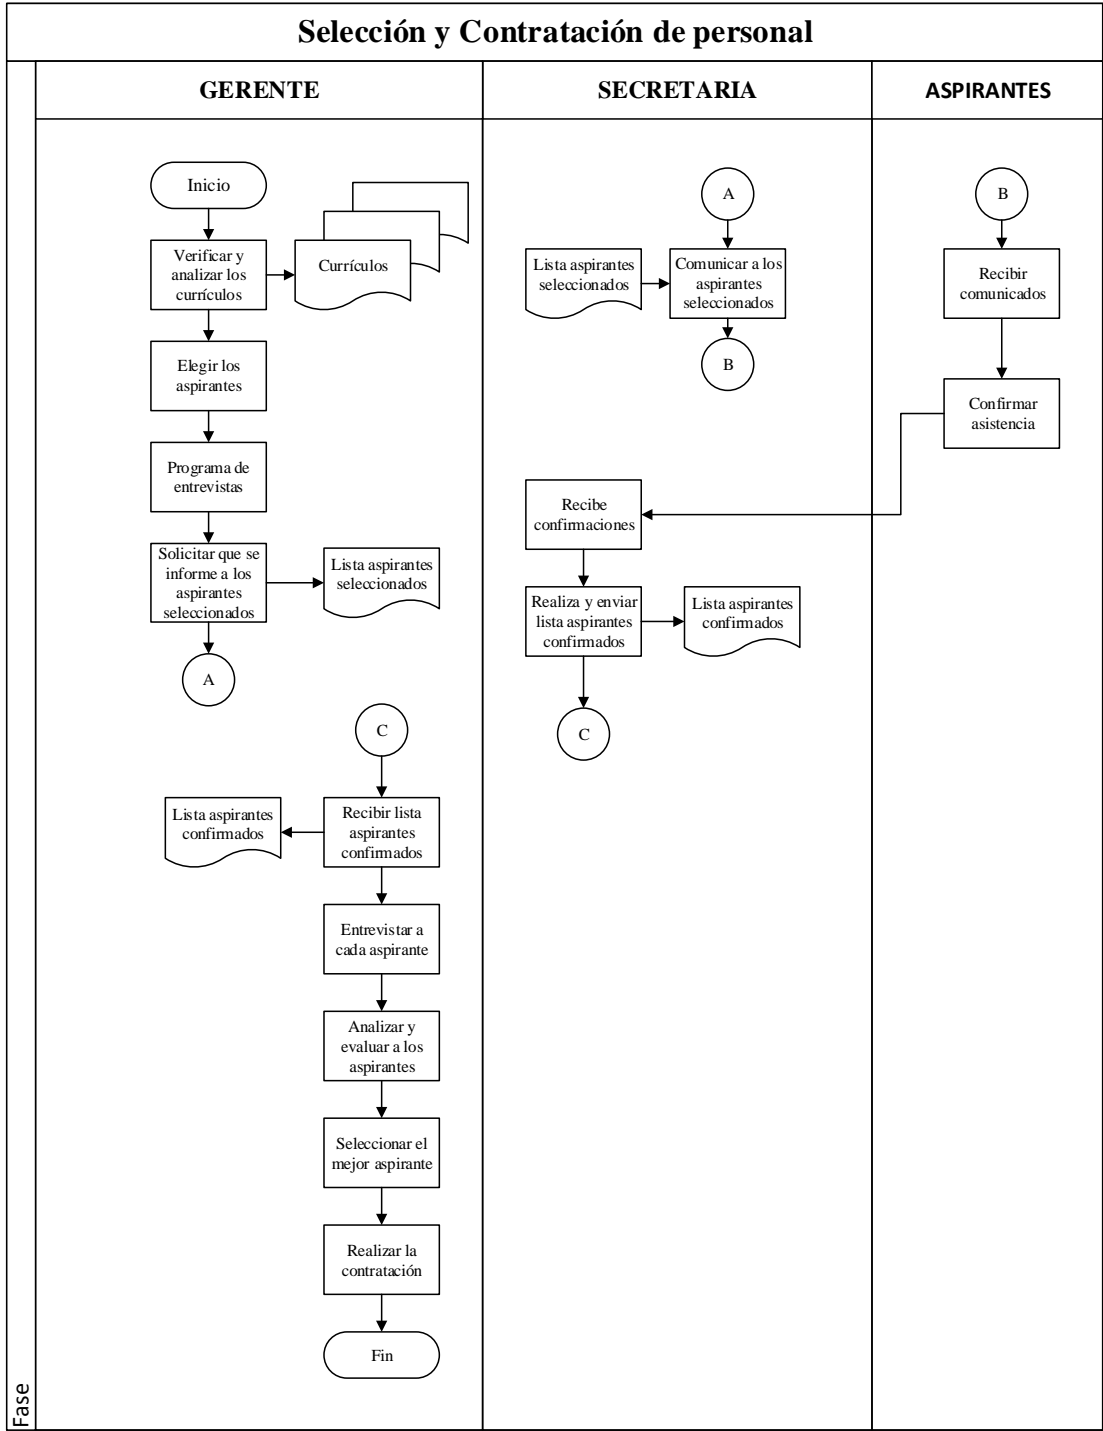 Selección y Contratación de personal
GERENTE
SECRETARIA
ASPIRANTES
Inicio
Verificar y
analizar los
currículos
Currículos
Elegir los
aspirantes
Programa de
entrevistas
Solicitar que se
informe a los
aspirantes
seleccionados
Lista aspirantes
seleccionados
A
C
Recibir lista
aspirantes
confirmados
Lista aspirantes
confirmados
Entrevistar a
cada aspirante
Analizar y
evaluar a los
aspirantes
Seleccionar el
mejor aspirante
Realizar la
contratación
Fin
A
Lista aspirantes
seleccionados
Comunicar a los
aspirantes
seleccionados
B
Recibe
confirmaciones
Realiza y enviar
lista aspirantes
confirmados
Lista aspirantes
confirmados
C
B
Recibir
comunicados
Confirmar
asistencia
Fase